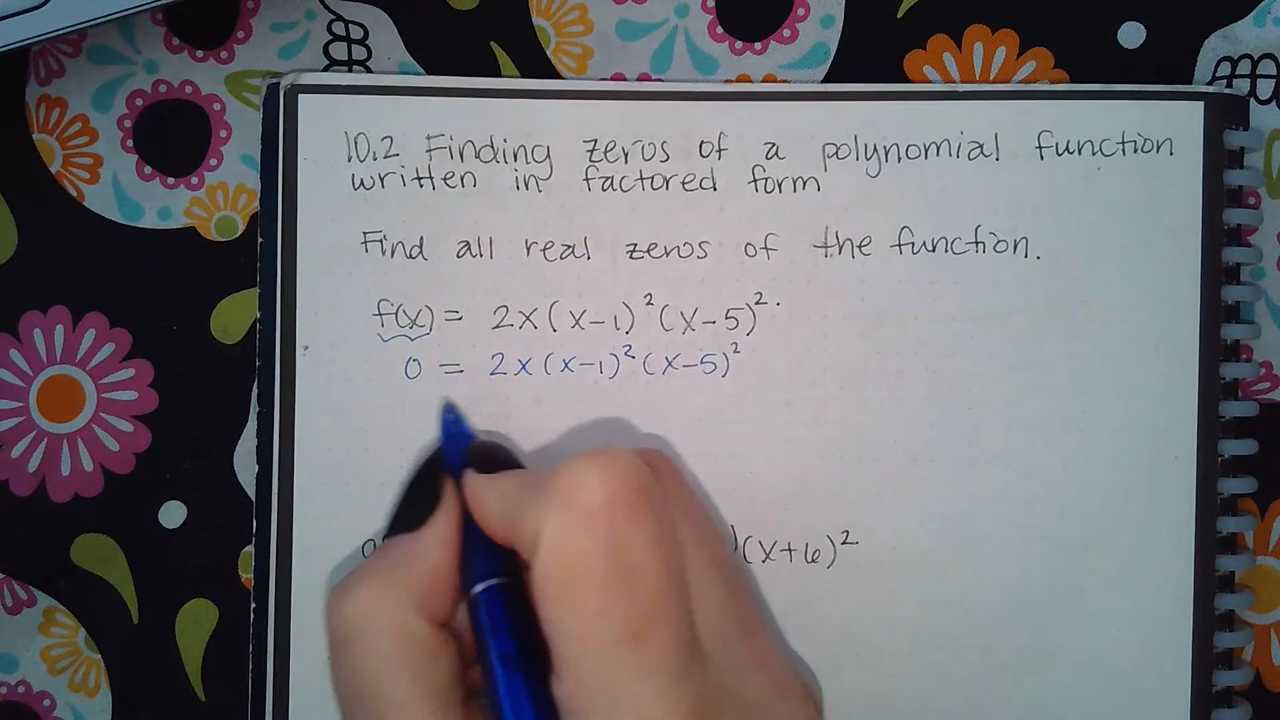 10.2 Finding zeros of a polynomial function
written in factored form
Find all real zeros of the function.
f(x) = 2x(x-1)²(x-5)².
0 = 2x(x-1)²(x-5)²
)(x+6)²